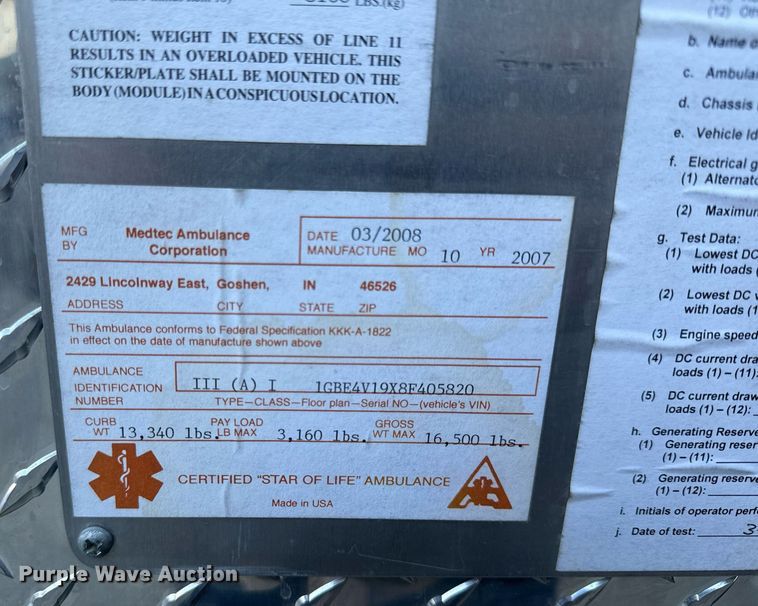 LBS.(kg)
CAUTION: WEIGHT IN EXCESS OF LINE 11
RESULTS IN AN OVERLOADED VEHICLE. THIS
STICKER/PLATE SHALL BE MOUNTED ON THE
BODY (MODULE) IN A CONSPICUOUS LOCATION.
MFG BY Medtec Ambulance Corporation
DATE 03/2008
MANUFACTURE MO 10 YR 2007
2429 Lincolnway East, Goshen, IN 46526
ADDRESS CITY STATE ZIP
This Ambulance conforms to Federal Specification KKK-A-1822
in effect on the date of manufacture shown above
AMBULANCE
IDENTIFICATION III (A) I 1GBE4V19X8F405820
NUMBER TYPE–CLASS–Floor plan–Serial NO–(vehicle's VIN)
CURB WT 13,340 lbs. PAY LOAD LB MAX 3,160 lbs. GROSS WT MAX 16,500 lbs.
CERTIFIED "STAR OF LIFE" AMBULANCE
Made in USA
(12)
b. Name
c. Ambula
d. Chassis
e. Vehicle Id
f. Electrical g
(1) Alternato
(2) Maximum
g. Test Data:
(1) Lowest DC
with loads (
(2) Lowest DC v
with loads (1
(3) Engine speed
(4) DC current dra
loads (1) – (11):
(5) DC current draw
loads (1) – (12):
h. Generating Reserve
(1) Generating reser
(1) – (11):
(2) Generating reserve
(1) – (12):
i. Initials of operator perf
j. Date of test: 3
Purple Wave Auction